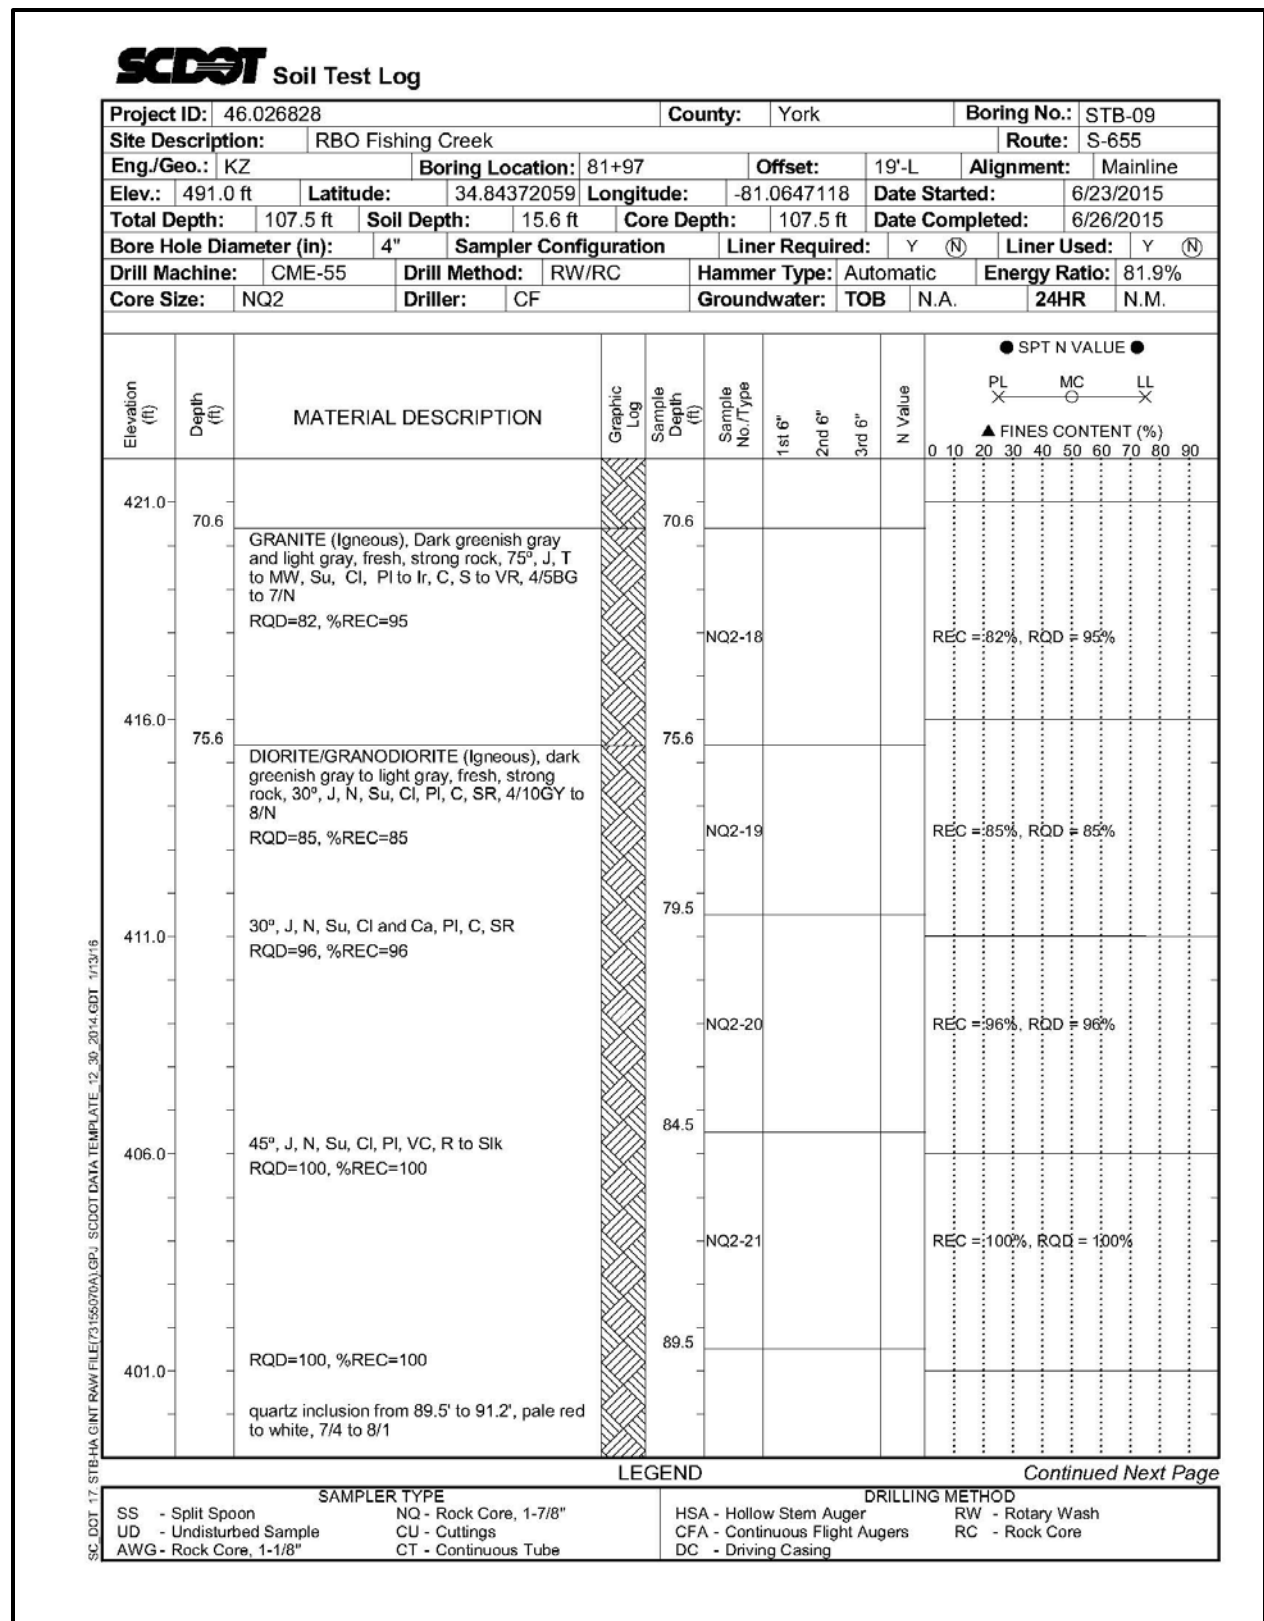 SCDOT Soil Test Log
Project ID: 46.026828 County: York Boring No.: STB-09
Site Description: RBO Fishing Creek Route: S-655
Eng./Geo.: KZ Boring Location: 81+97 Offset: 19'-L Alignment: Mainline
Elev.: 491.0 ft Latitude: 34.84372059 Longitude: -81.0647118 Date Started: 6/23/2015
Total Depth: 107.5 ft Soil Depth: 15.6 ft Core Depth: 107.5 ft Date Completed: 6/26/2015
Bore Hole Diameter (in): 4" Sampler Configuration Liner Required: Y N Liner Used: Y N
Drill Machine: CME-55 Drill Method: RW/RC Hammer Type: Automatic Energy Ratio: 81.9%
Core Size: NQ2 Driller: CF Groundwater: TOB N.A. 24HR N.M.
Elevation
(ft)
Depth
(ft)
MATERIAL DESCRIPTION
Graphic
Log
Sample
Depth
(ft)
Sample
No./Type
1st 6"
2nd 6"
3rd 6"
N Value
● SPT N VALUE ●
PL MC LL
▲ FINES CONTENT (%)
0 10 20 30 40 50 60 70 80 90
421.0
70.6 70.6
GRANITE (Igneous), Dark greenish gray
and light gray, fresh, strong rock, 75º, J, T
to MW, Su, Cl, Pl to Ir, C, S to VR, 4/5BG
to 7/N
RQD=82, %REC=95
NQ2-18 REC = 82%, RQD = 95%
416.0
75.6 75.6
DIORITE/GRANODIORITE (Igneous), dark
greenish gray to light gray, fresh, strong
rock, 30º, J, N, Su, Cl, Pl, C, SR, 4/10GY to
8/N
NQ2-19 REC = 85%, RQD = 85%
RQD=85, %REC=85
79.5
30º, J, N, Su, Cl and Ca, Pl, C, SR
411.0
RQD=96, %REC=96
NQ2-20 REC = 96%, RQD = 96%
84.5
45º, J, N, Su, Cl, Pl, VC, R to Slk
406.0
RQD=100, %REC=100
NQ2-21 REC = 100%, RQD = 100%
89.5
RQD=100, %REC=100
401.0
quartz inclusion from 89.5' to 91.2', pale red
to white, 7/4 to 8/1
LEGEND Continued Next Page
SAMPLER TYPE DRILLING METHOD
SS - Split Spoon NQ - Rock Core, 1-7/8" HSA - Hollow Stem Auger RW - Rotary Wash
UD - Undisturbed Sample CU - Cuttings CFA - Continuous Flight Augers RC - Rock Core
AWG - Rock Core, 1-1/8" CT - Continuous Tube DC - Driving Casing
SC_DOT 17. STB-HA GINT RAW FILE(73155070A).GPJ SCDOT DATA TEMPLATE_12_30_2014.GDT 1/13/16